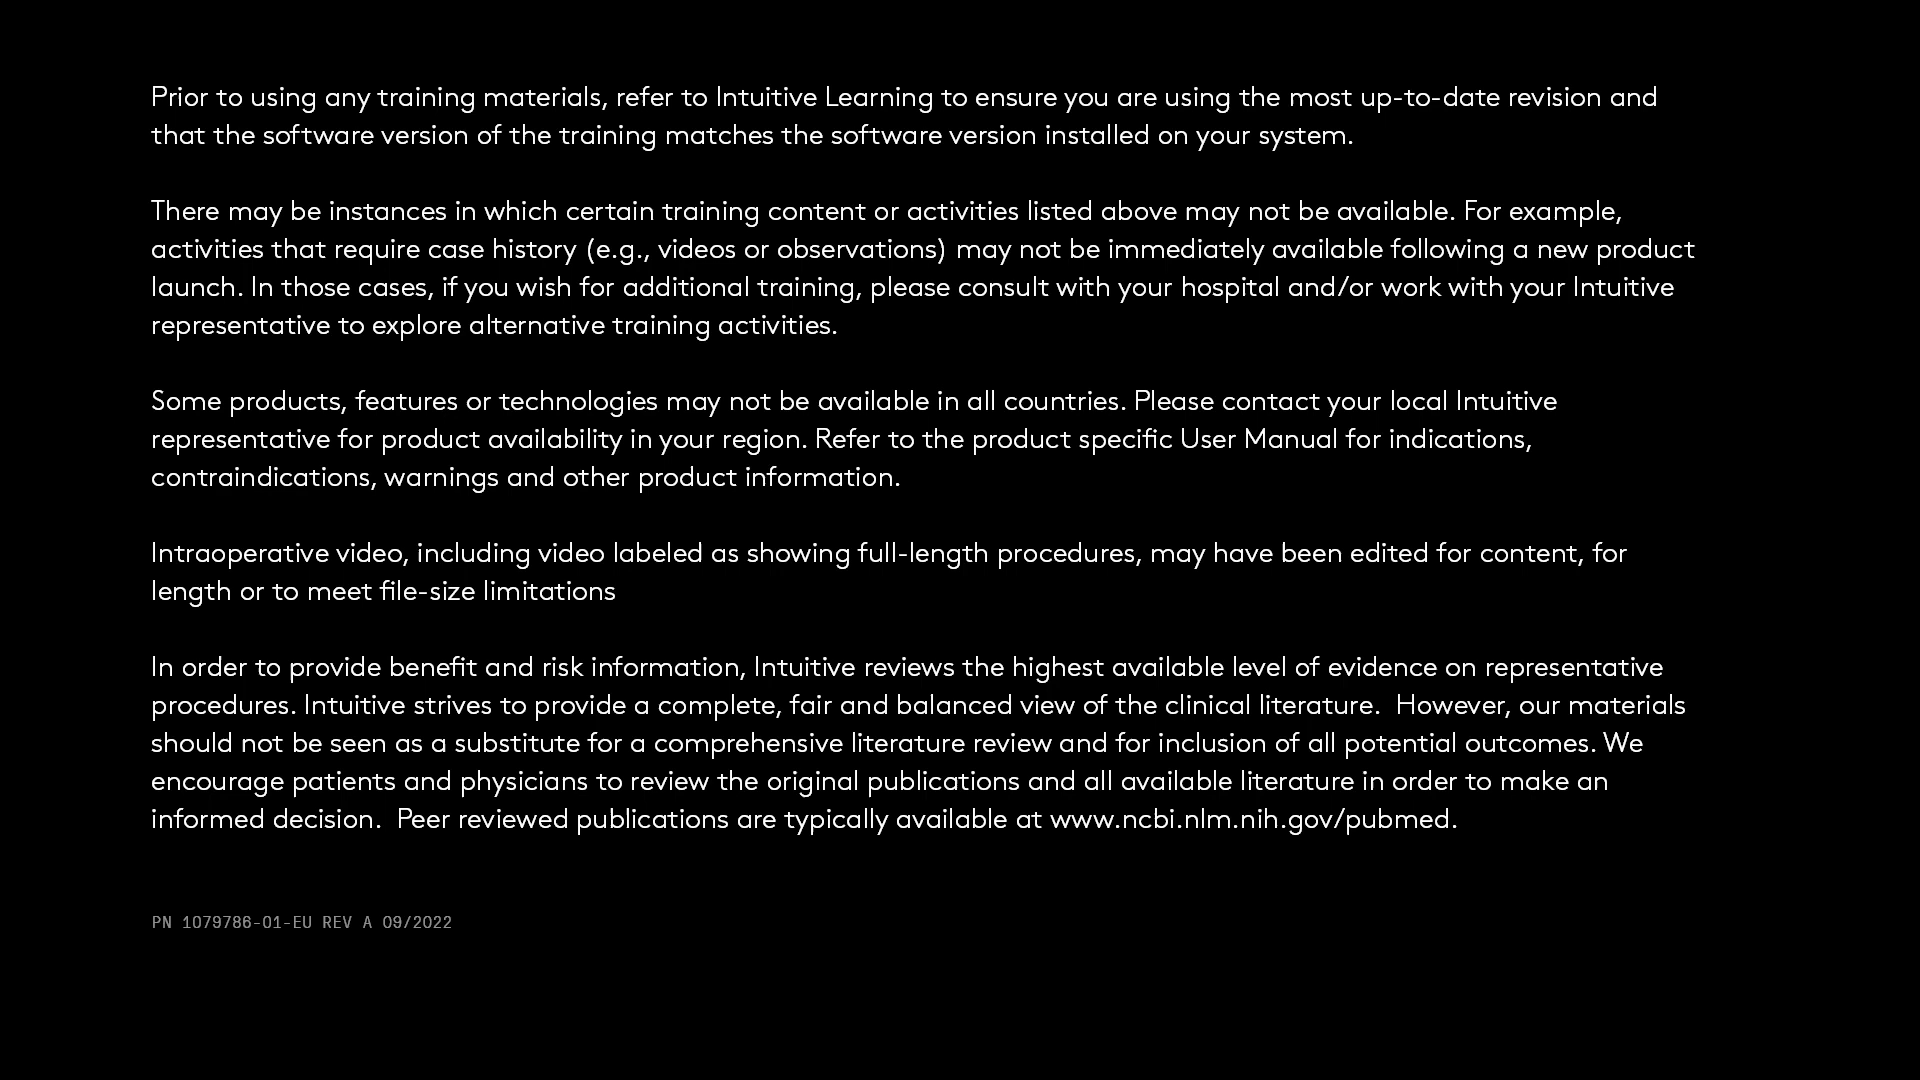 Prior to using any training materials, refer to Intuitive Learning to ensure you are using the most up-to-date revision and
that the software version of the training matches the software version installed on your system.
There may be instances in which certain training content or activities listed above may not be available. For example,
activities that require case history (e.g., videos or observations) may not be immediately available following a new product
launch. In those cases, if you wish for additional training, please consult with your hospital and/or work with your Intuitive
representative to explore alternative training activities.
Some products, features or technologies may not be available in all countries. Please contact your local Intuitive
representative for product availability in your region. Refer to the product specific User Manual for indications,
contraindications, warnings and other product information.
Intraoperative video, including video labeled as showing full-length procedures, may have been edited for content, for
length or to meet file-size limitations
In order to provide benefit and risk information, Intuitive reviews the highest available level of evidence on representative
procedures. Intuitive strives to provide a complete, fair and balanced view of the clinical literature.  However, our materials
should not be seen as a substitute for a comprehensive literature review and for inclusion of all potential outcomes. We
encourage patients and physicians to review the original publications and all available literature in order to make an
informed decision.  Peer reviewed publications are typically available at www.ncbi.nlm.nih.gov/pubmed.
PN 1079786-01-EU REV A 09/2022